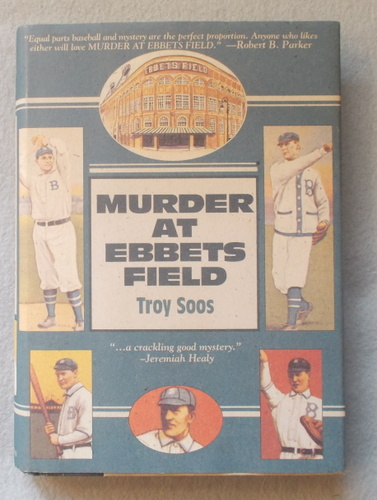 "Equal parts baseball and mystery are the perfect proportion. Anyone who likes
either will love MURDER AT EBBETS FIELD." —Robert B. Parker
EBBETS FIELD
B
B
MURDER
AT
EBBETS
FIELD
Troy Soos
"...a crackling good mystery."
–Jeremiah Healy
B
B